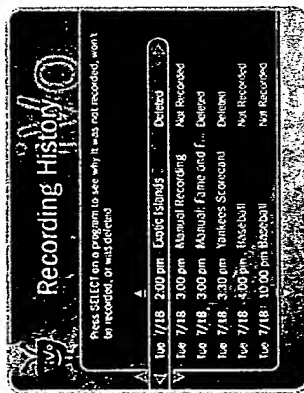 Recording History
Press SELECT on a program to see why it was not recorded, won't
be recorded, or was deleted
Tue 7/18 2:00 pm Exotic Islands Deleted
Tue 7/18 3:00 pm Manual Recording Not Recorded
Tue 7/18 3:00 pm Manual: Fame and F... Deleted
Tue 7/18 3:30 pm Yankees Scorecard Deleted
Tue 7/18 4:00 pm Baseball Not Recorded
Tue 7/18 10:00 pm Baseball Not Recorded